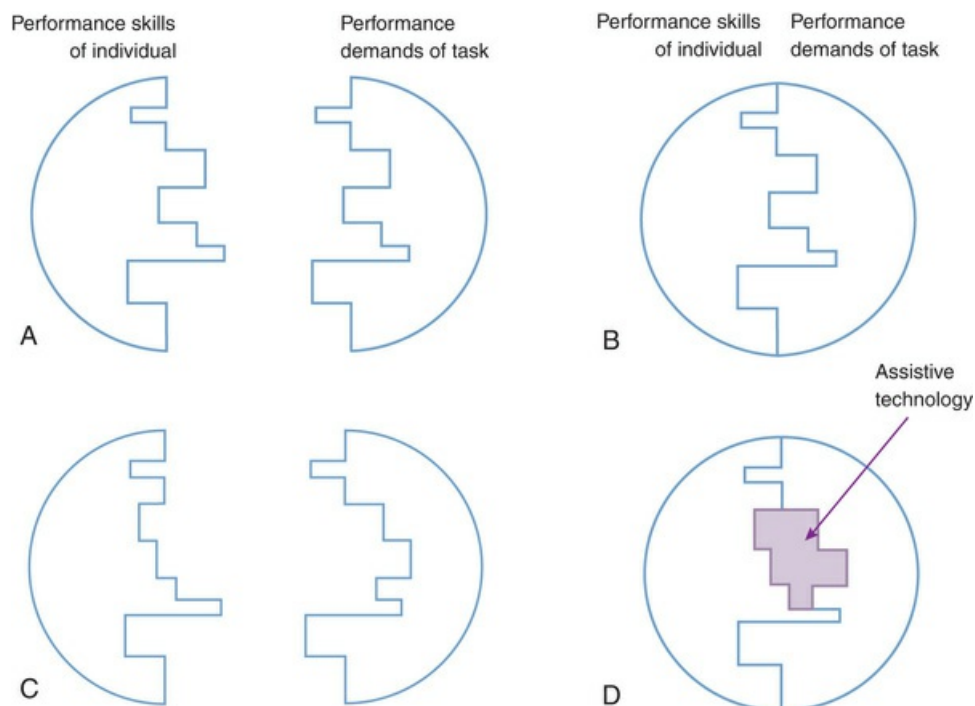 Performance skills
of individual
Performance
demands of task
A
Performance skills
of individual
Performance
demands of task
B
C
Assistive
technology
D